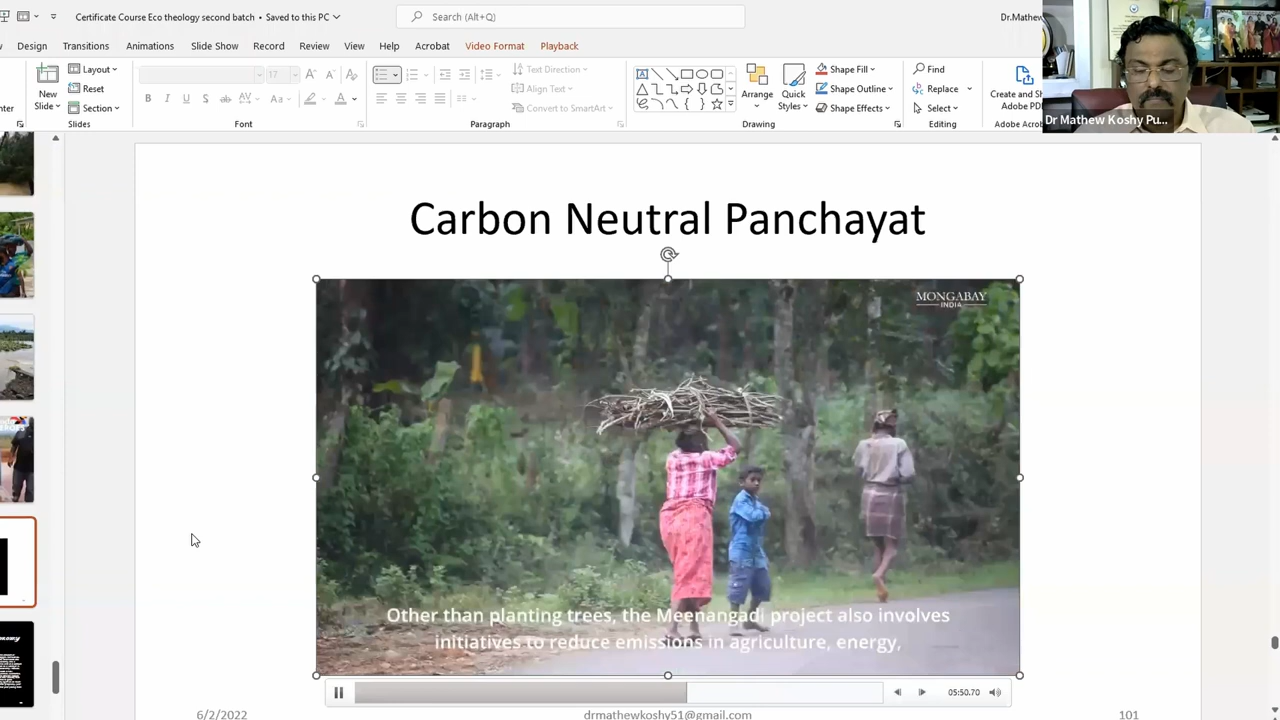 Certificate Course Eco theology second batch • Saved to this PC
Search (Alt+Q)
Dr.Mathew
Design Transitions Animations Slide Show Record Review View Help Acrobat Video Format Playback
New Slide
Layout
Reset
Section
Slides
17
Font
Text Direction
Align Text
Convert to SmartArt
Paragraph
Arrange
Quick Styles
Shape Fill
Shape Outline
Shape Effects
Drawing
Find
Replace
Select
Editing
Create and Sh
Adobe PD
Adobe Acro
Dr Mathew Koshy Pu...
Carbon Neutral Panchayat
MONGABAY
INDIA
Other than planting trees, the Meenangadi project also involves
initiatives to reduce emissions in agriculture, energy,
05:50.70
6/2/2022 drmathewkoshy51@gmail.com 101